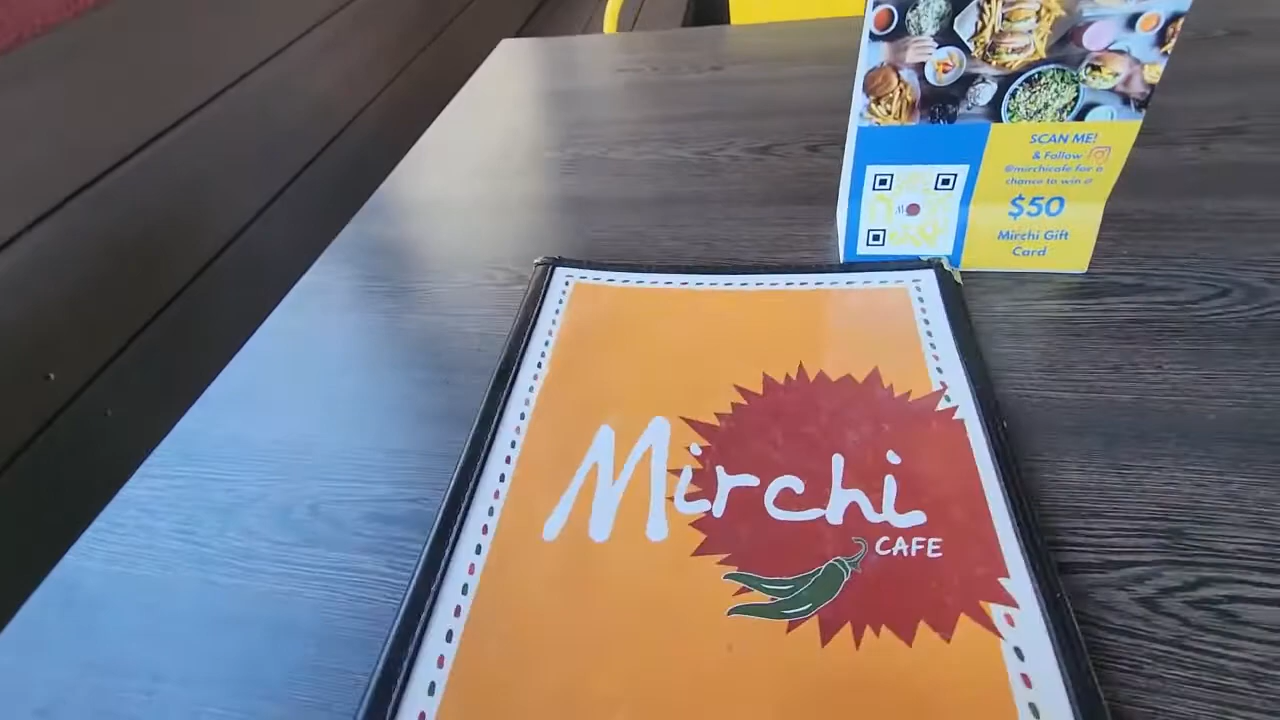 SCAN ME!
& Follow
@mirchicafe for a
chance to win a
$50
Mirchi Gift
Card
Mirchi
CAFE